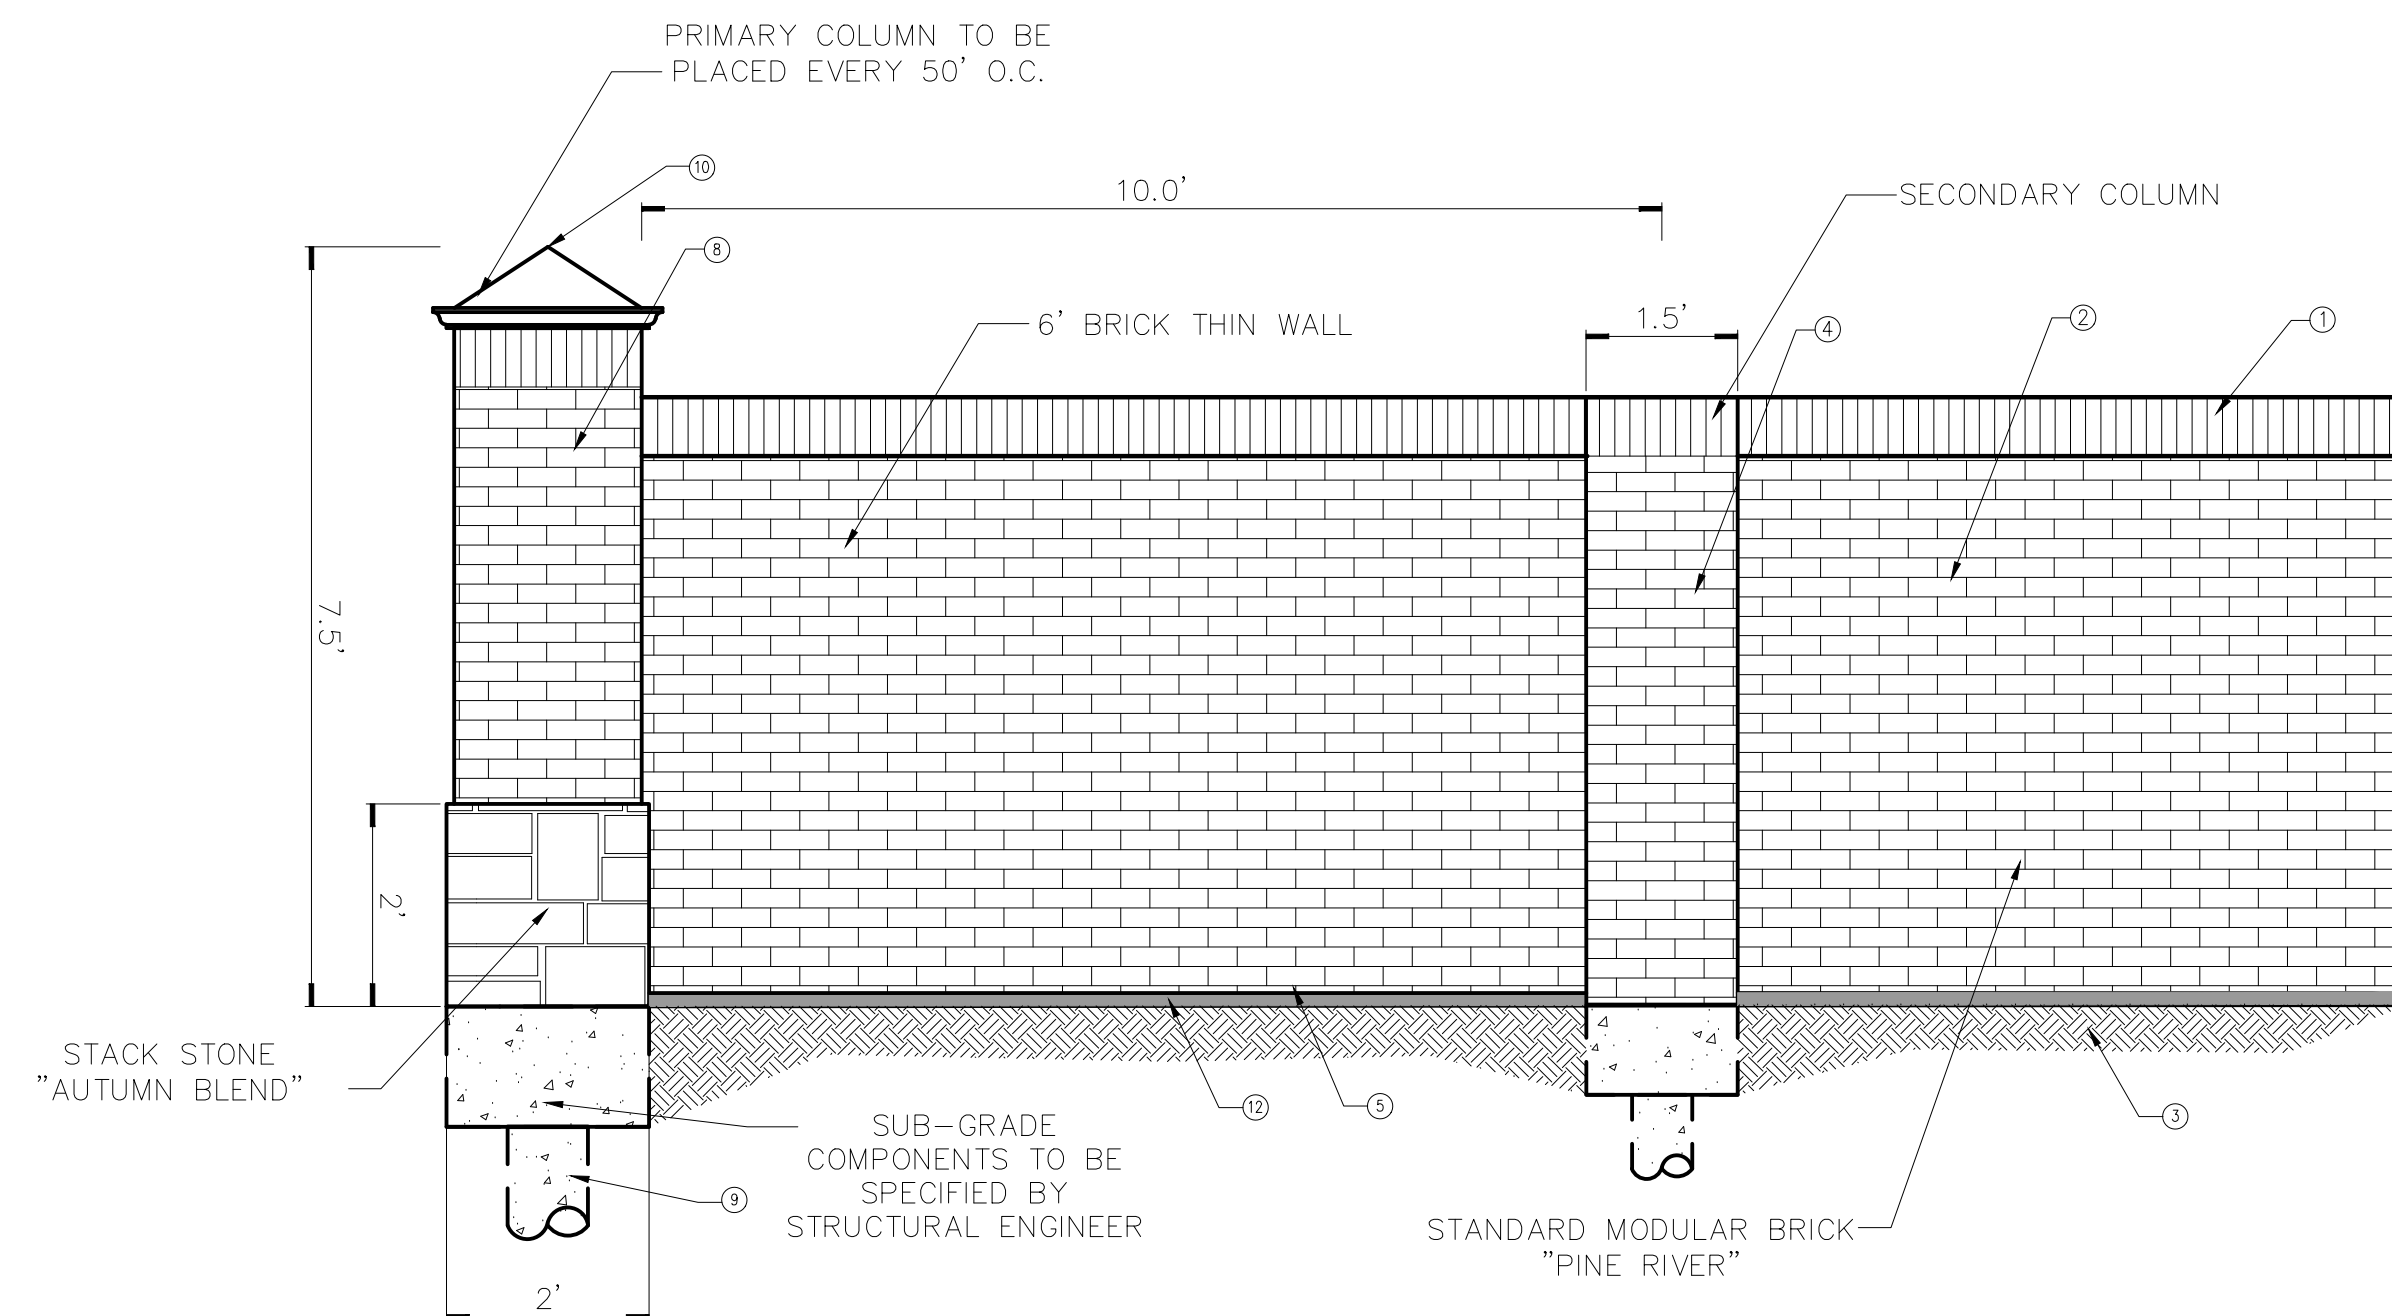 PRIMARY COLUMN TO BE
PLACED EVERY 50' O.C.
10
10.0'
SECONDARY COLUMN
8
6' BRICK THIN WALL
1.5'
4
2
1
7.5'
2'
STACK STONE
"AUTUMN BLEND"
SUB-GRADE
COMPONENTS TO BE
SPECIFIED BY
STRUCTURAL ENGINEER
12
5
3
9
STANDARD MODULAR BRICK
"PINE RIVER"
2'